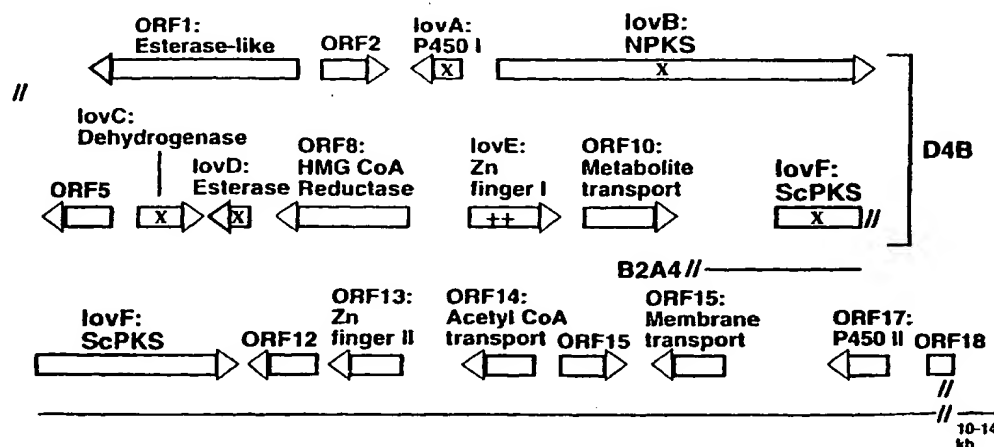 ORF1:
Esterase-like
ORF2
lovA:
P450 I
lovB:
NPKS
X
X
//
D4B
lovC:
Dehydrogenase
ORF5
lovD:
Esterase
ORF8:
HMG CoA
Reductase
lovE:
Zn
finger I
ORF10:
Metabolite
transport
lovF:
ScPKS
X
X
++
X
//
B2A4 //
lovF:
ScPKS
ORF12
ORF13:
Zn
finger II
ORF14:
Acetyl CoA
transport
ORF15
ORF15:
Membrane
transport
ORF17:
P450 II
ORF18
//
//
10-14
kb